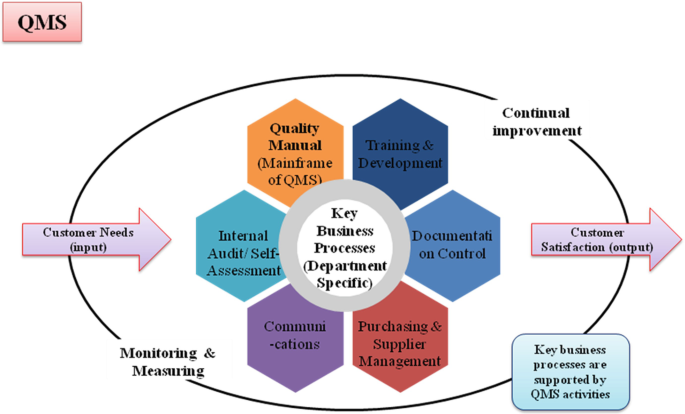 QMS
Continual
improvement
Quality
Manual
(Mainframe
of QMS)
Training &
Development
Customer Needs
(input)
Internal
Audit/ Self-
Assessment
Key
Business
Processes
(Department
Specific)
Documentati
on Control
Customer
Satisfaction (output)
Communi
-cations
Purchasing &
Supplier
Management
Monitoring &
Measuring
Key business
processes are
supported by
QMS activities